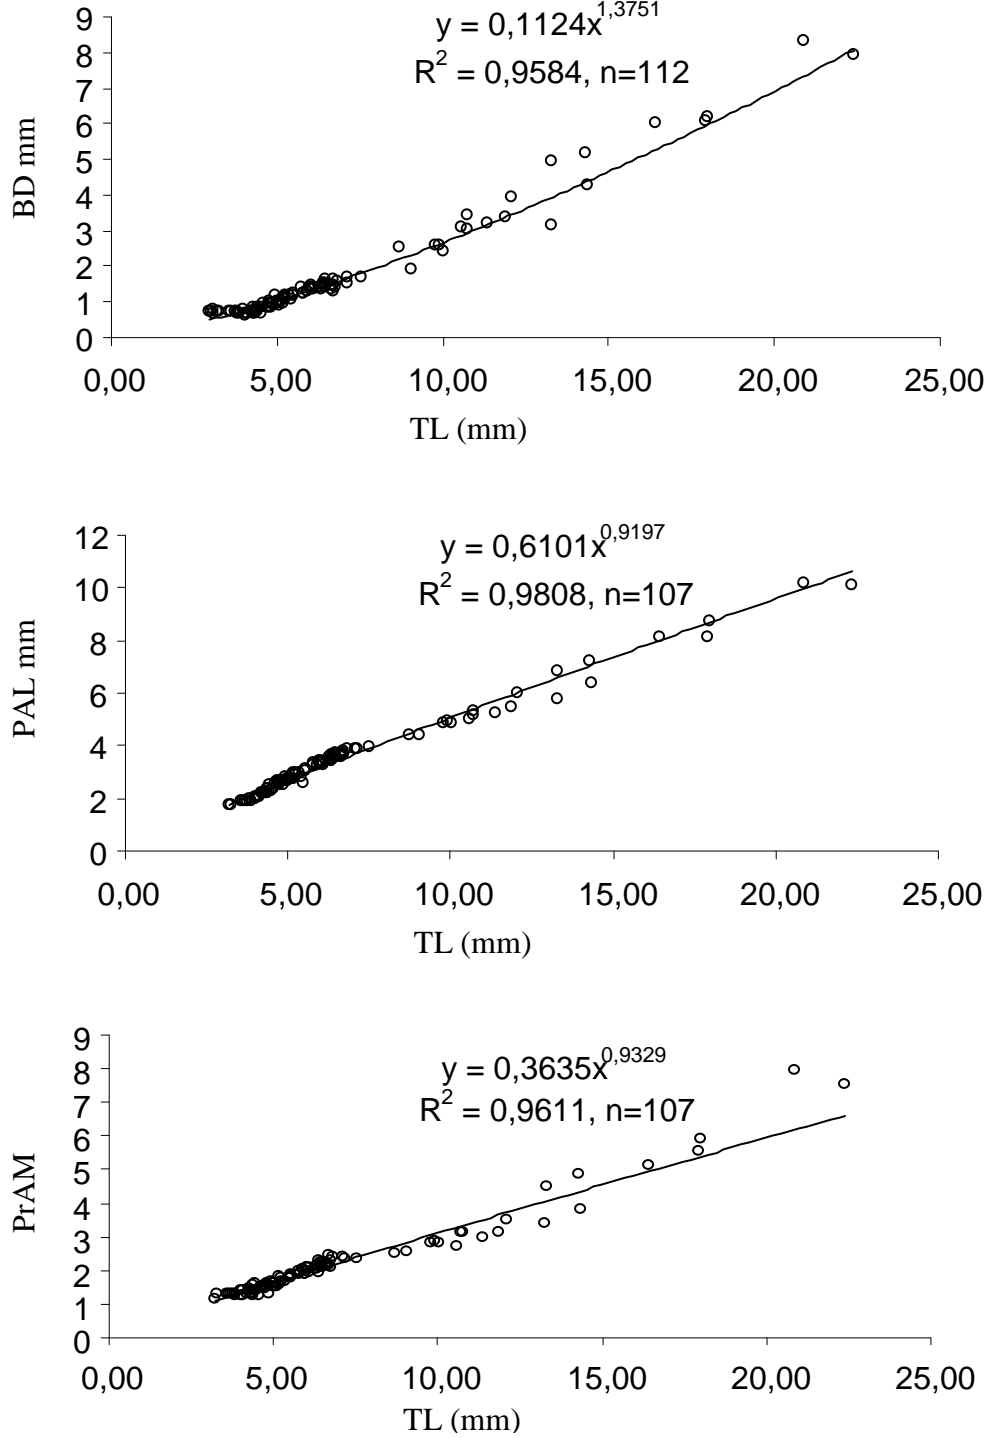 y = 0,1124x^1,3751
R^2 = 0,9584, n=112
9
8
7
6
5
4
3
2
1
0
BD mm
0,00 5,00 10,00 15,00 20,00 25,00
TL (mm)
y = 0,6101x^0,9197
R^2 = 0,9808, n=107
12
10
8
6
4
2
0
PAL mm
0,00 5,00 10,00 15,00 20,00 25,00
TL (mm)
y = 0,3635x^0,9329
R^2 = 0,9611, n=107
9
8
7
6
5
4
3
2
1
0
PrAM
0,00 5,00 10,00 15,00 20,00 25,00
TL (mm)